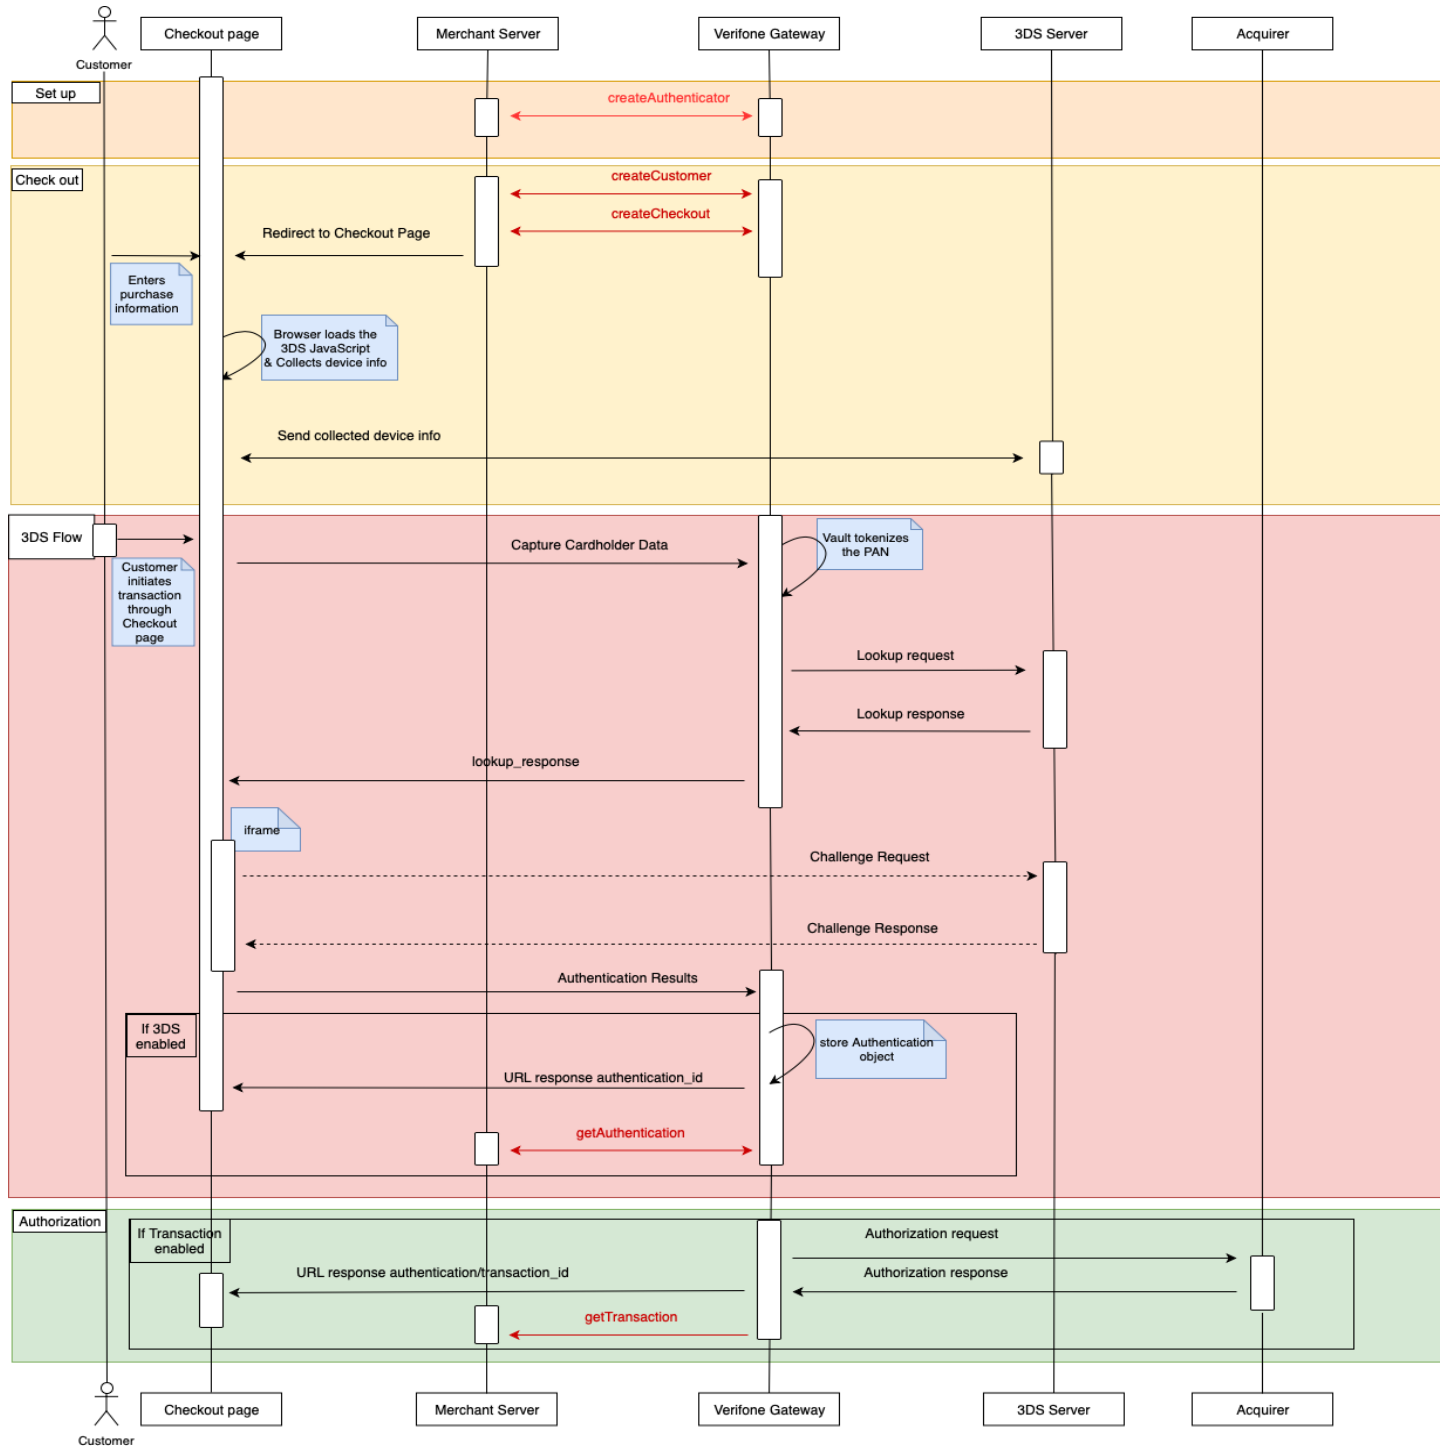 Customer
Checkout page
Merchant Server
Verifone Gateway
3DS Server
Acquirer
Set up
createAuthenticator
Check out
createCustomer
createCheckout
Redirect to Checkout Page
Enters
purchase
information
Browser loads the
3DS JavaScript
& Collects device info
Send collected device info
3DS Flow
Customer
initiates
transaction
through
Checkout
page
Capture Cardholder Data
Vault tokenizes
the PAN
Lookup request
Lookup response
lookup_response
iframe
Challenge Request
Challenge Response
Authentication Results
If 3DS
enabled
store Authentication
object
URL response authentication_id
getAuthentication
Authorization
If Transaction
enabled
Authorization request
URL response authentication/transaction_id
Authorization response
getTransaction
Customer
Checkout page
Merchant Server
Verifone Gateway
3DS Server
Acquirer